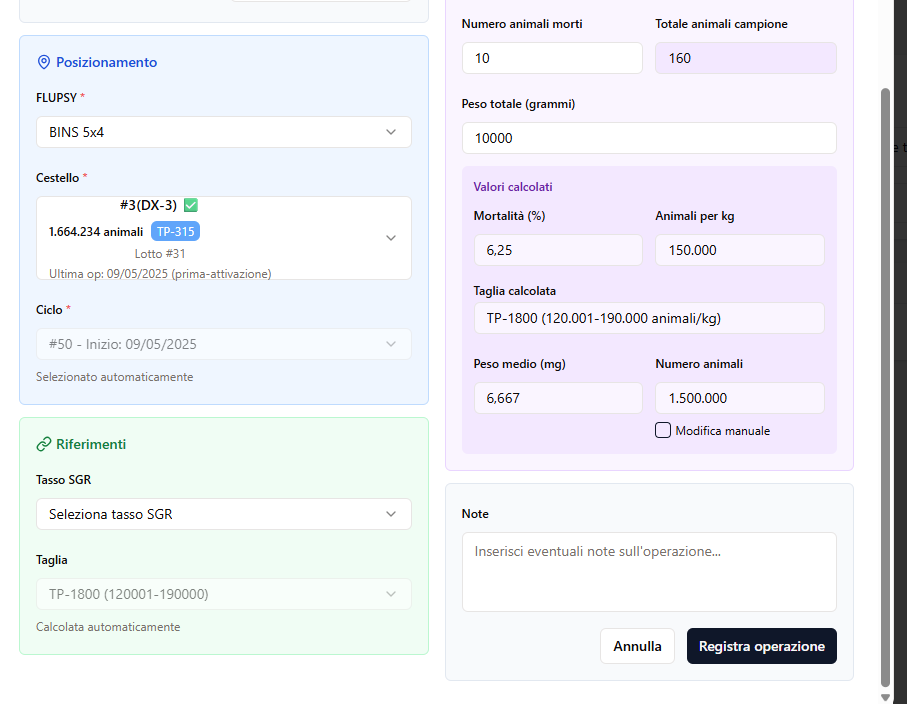 Posizionamento
FLUPSY *
BINS 5x4
Cestello *
#3(DX-3) ✅
1.664.234 animali TP-315
Lotto #31
Ultima op: 09/05/2025 (prima-attivazione)
Ciclo *
#50 - Inizio: 09/05/2025
Selezionato automaticamente
Riferimenti
Tasso SGR
Seleziona tasso SGR
Taglia
TP-1800 (120001-190000)
Calcolata automaticamente
Numero animali morti Totale animali campione
10 160
Peso totale (grammi)
10000
Valori calcolati
Mortalità (%) Animali per kg
6,25 150.000
Taglia calcolata
TP-1800 (120.001-190.000 animali/kg)
Peso medio (mg) Numero animali
6,667 1.500.000
Modifica manuale
Note
Inserisci eventuali note sull'operazione...
Annulla Registra operazione